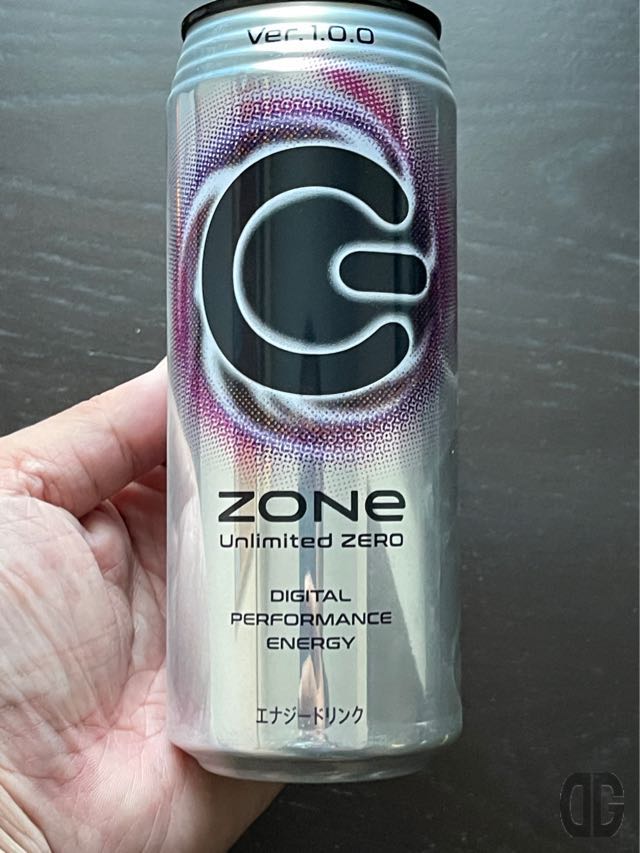 Ver.1.0.0
ZONe
Unlimited ZERO
DIGITAL
PERFORMANCE
ENERGY
エナジードリンク